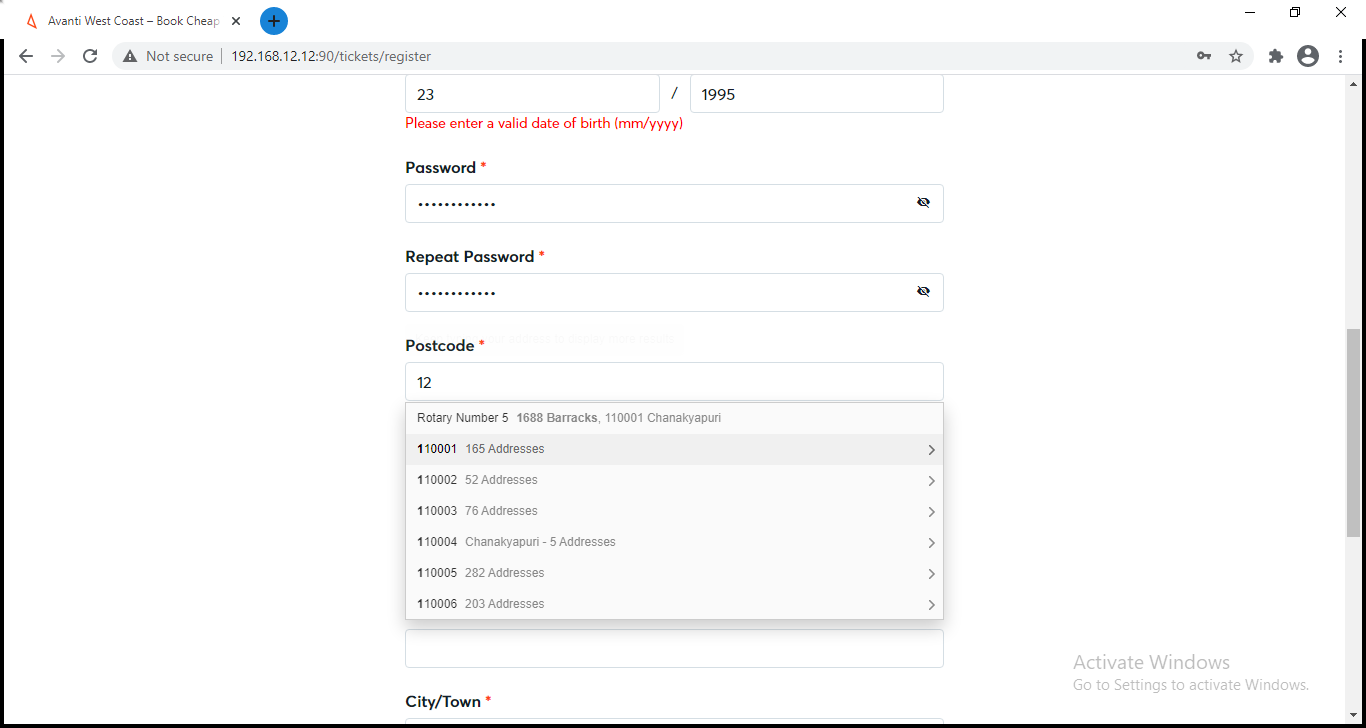 Avanti West Coast – Book Cheap
Not secure 192.168.12.12:90/tickets/register
23 / 1995
Please enter a valid date of birth (mm/yyyy)
Password *
••••••••••••
Repeat Password *
••••••••••••
Postcode *
12
Rotary Number 5 1688 Barracks, 110001 Chanakyapuri
110001 165 Addresses
110002 52 Addresses
110003 76 Addresses
110004 Chanakyapuri - 5 Addresses
110005 282 Addresses
110006 203 Addresses
City/Town *
Activate Windows
Go to Settings to activate Windows.